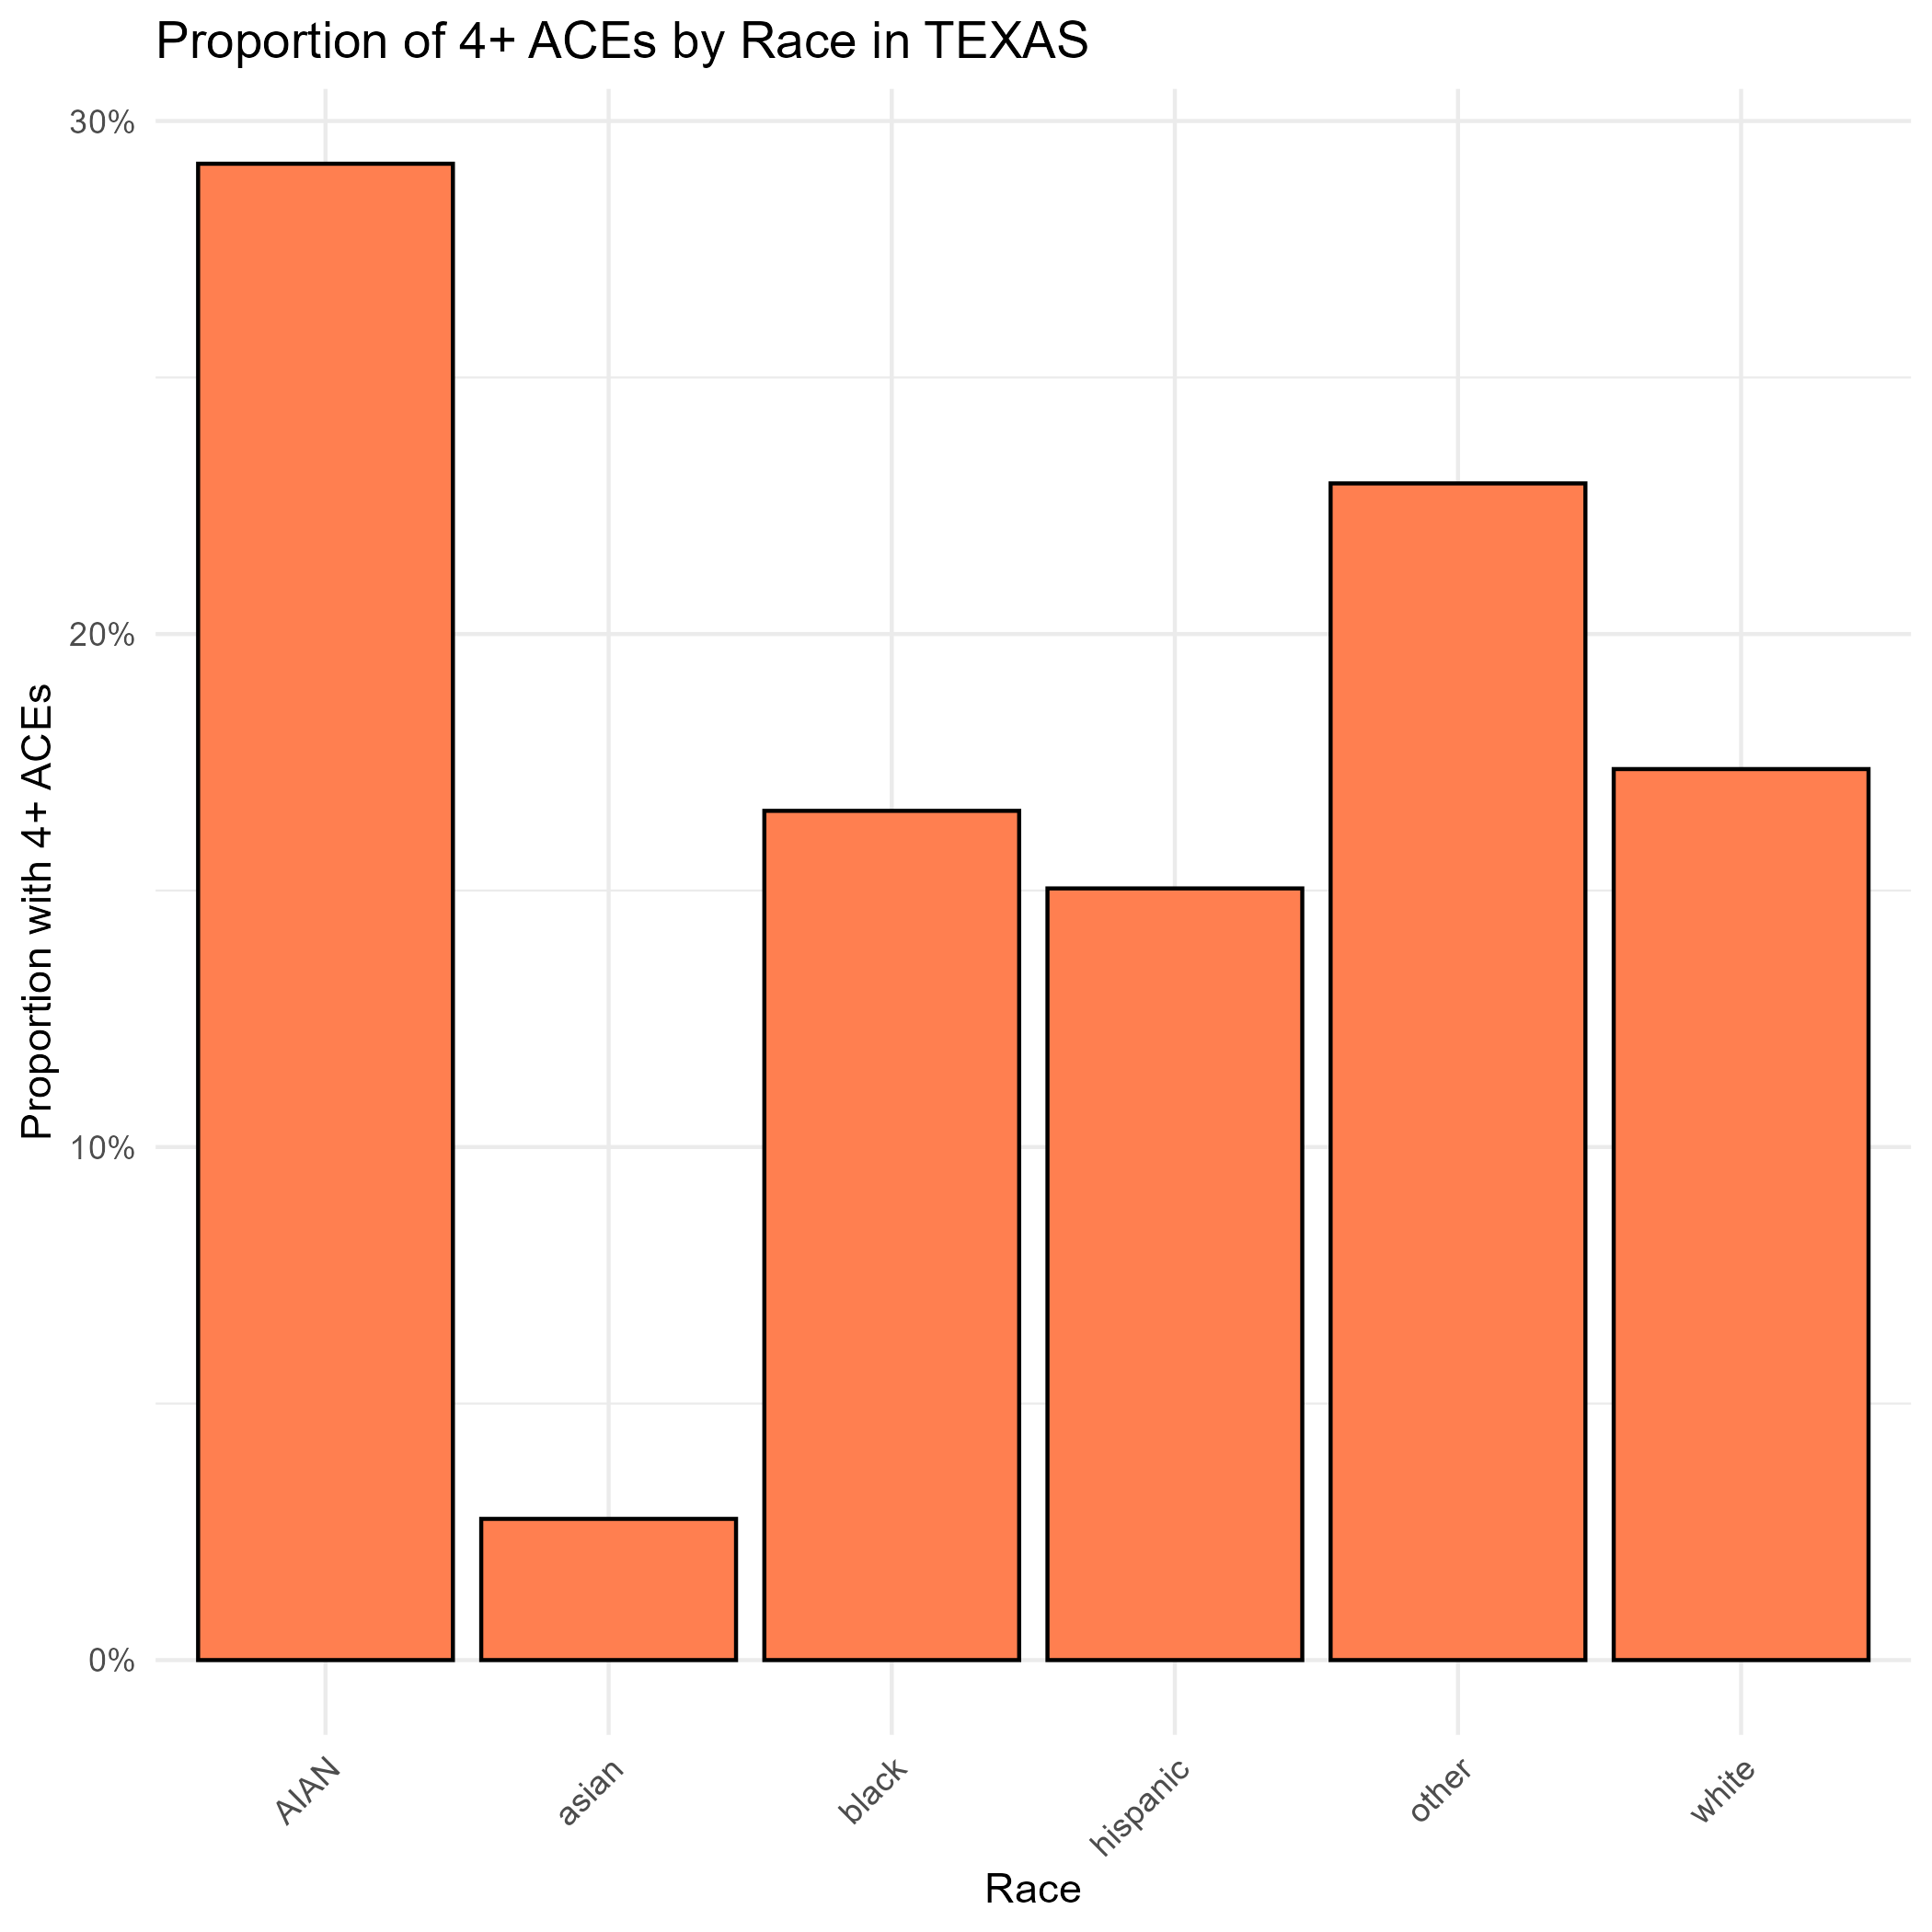 Proportion of 4+ ACEs by Race in TEXAS
Proportion with 4+ ACEs
30%
20%
10%
0%
AIAN
asian
black
hispanic
other
white
Race